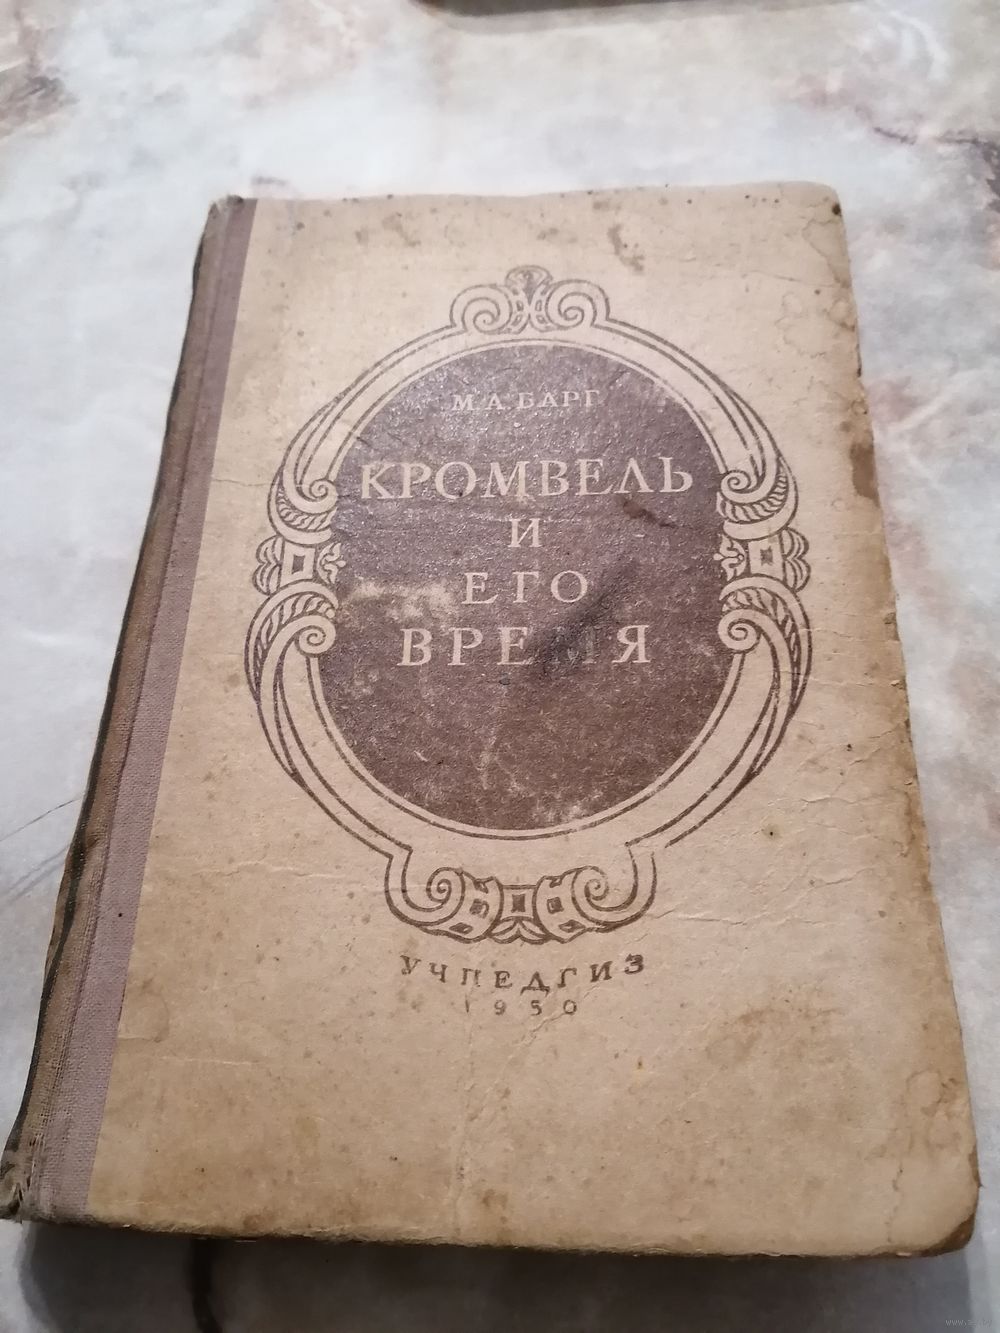 М.А.БАРГ
КРОМВЕЛЬ
И
ЕГО
ВРЕМЯ
УЧПЕДГИЗ
1950